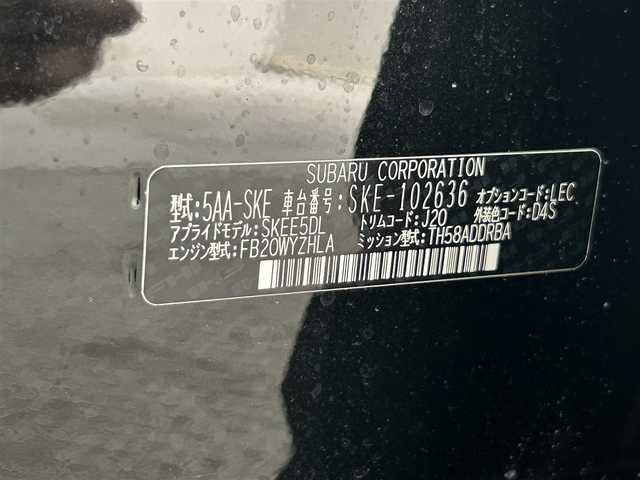 SUBARU CORPORATION
型式:5AA-SKE 車台番号:SKE-102636 オプションコード:LEC
アプライドモデル:SKEE5DL トリムコード:J20 外装色コード:D4S
エンジン型式:FB20WYZHLA ミッション型式:TH58ADDRBA